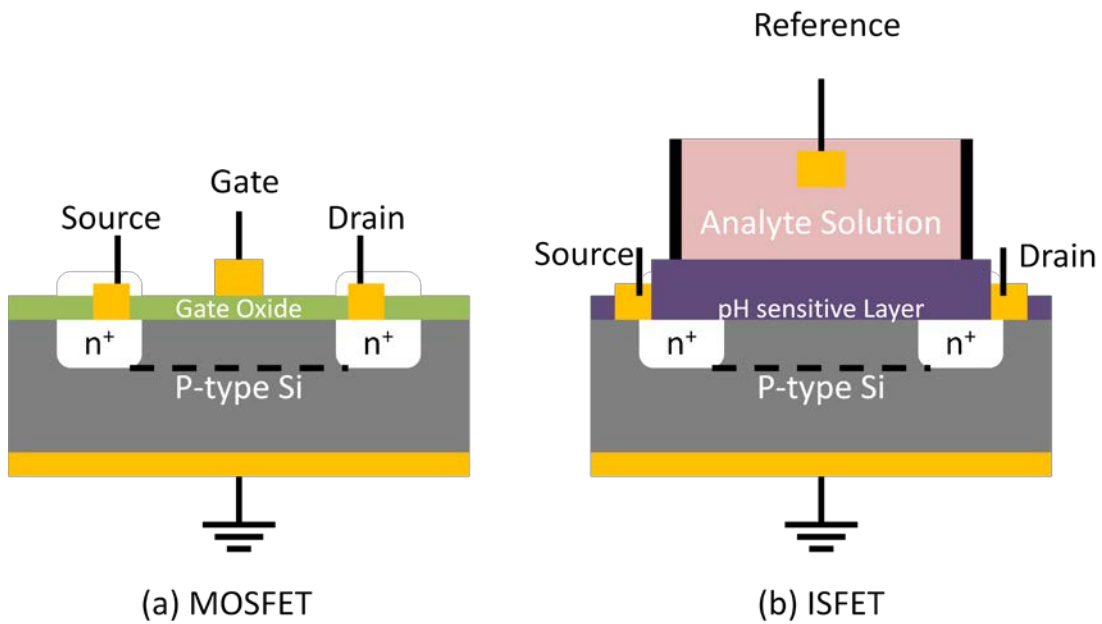 Gate
Source
Drain
Gate Oxide
n+
n+
P-type Si
(a) MOSFET
Reference
Analyte Solution
Source
Drain
pH sensitive Layer
n+
n+
P-type Si
(b) ISFET